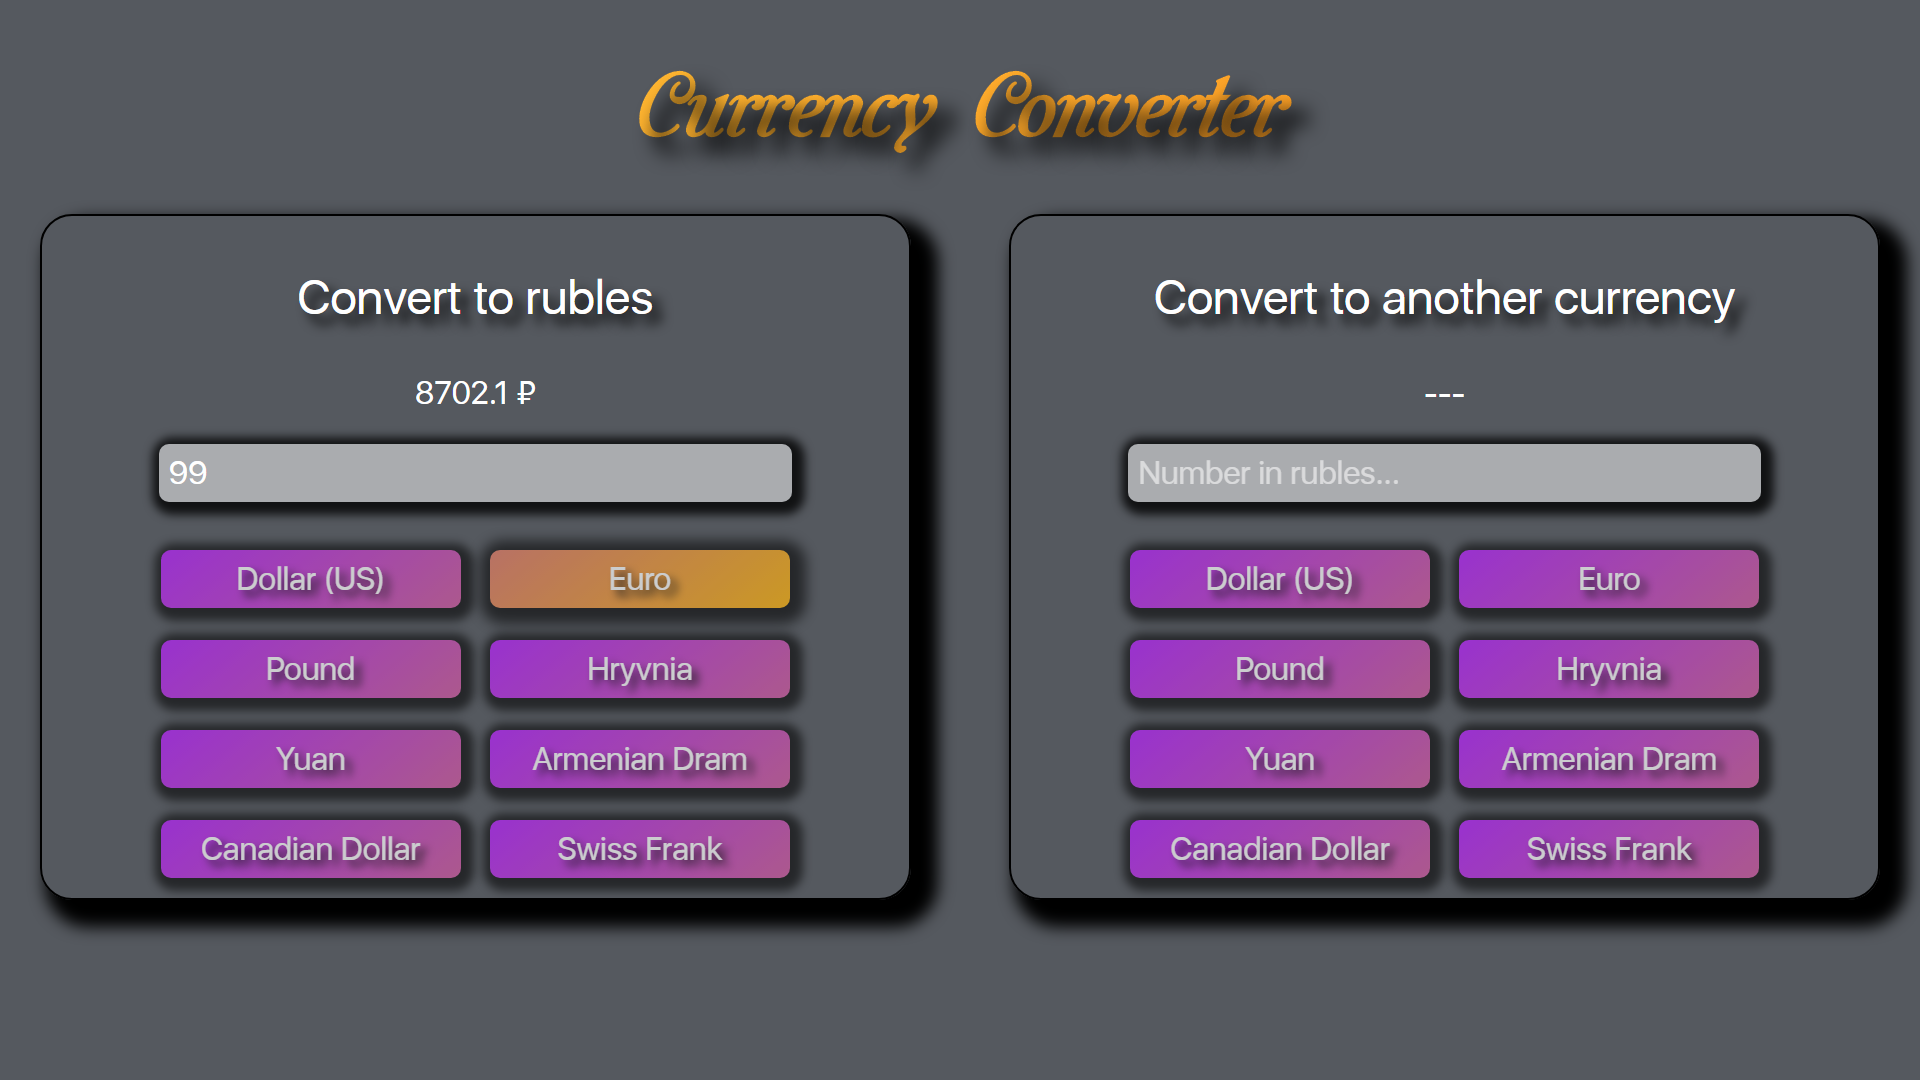 Currency Converter
Convert to rubles
8702.1 ₽
99
Dollar (US) Euro
Pound Hryvnia
Yuan Armenian Dram
Canadian Dollar Swiss Frank
Convert to another currency
---
Number in rubles...
Dollar (US) Euro
Pound Hryvnia
Yuan Armenian Dram
Canadian Dollar Swiss Frank